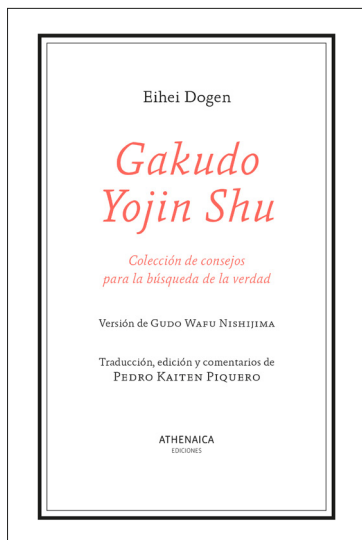 Eihei Dogen
Gakudo
Yojin Shu
Colección de consejos
para la búsqueda de la verdad
Versión de GUDO WAFU NISHIJIMA
Traducción, edición y comentarios de
PEDRO KAITEN PIQUERO
ATHENAICA
EDICIONES